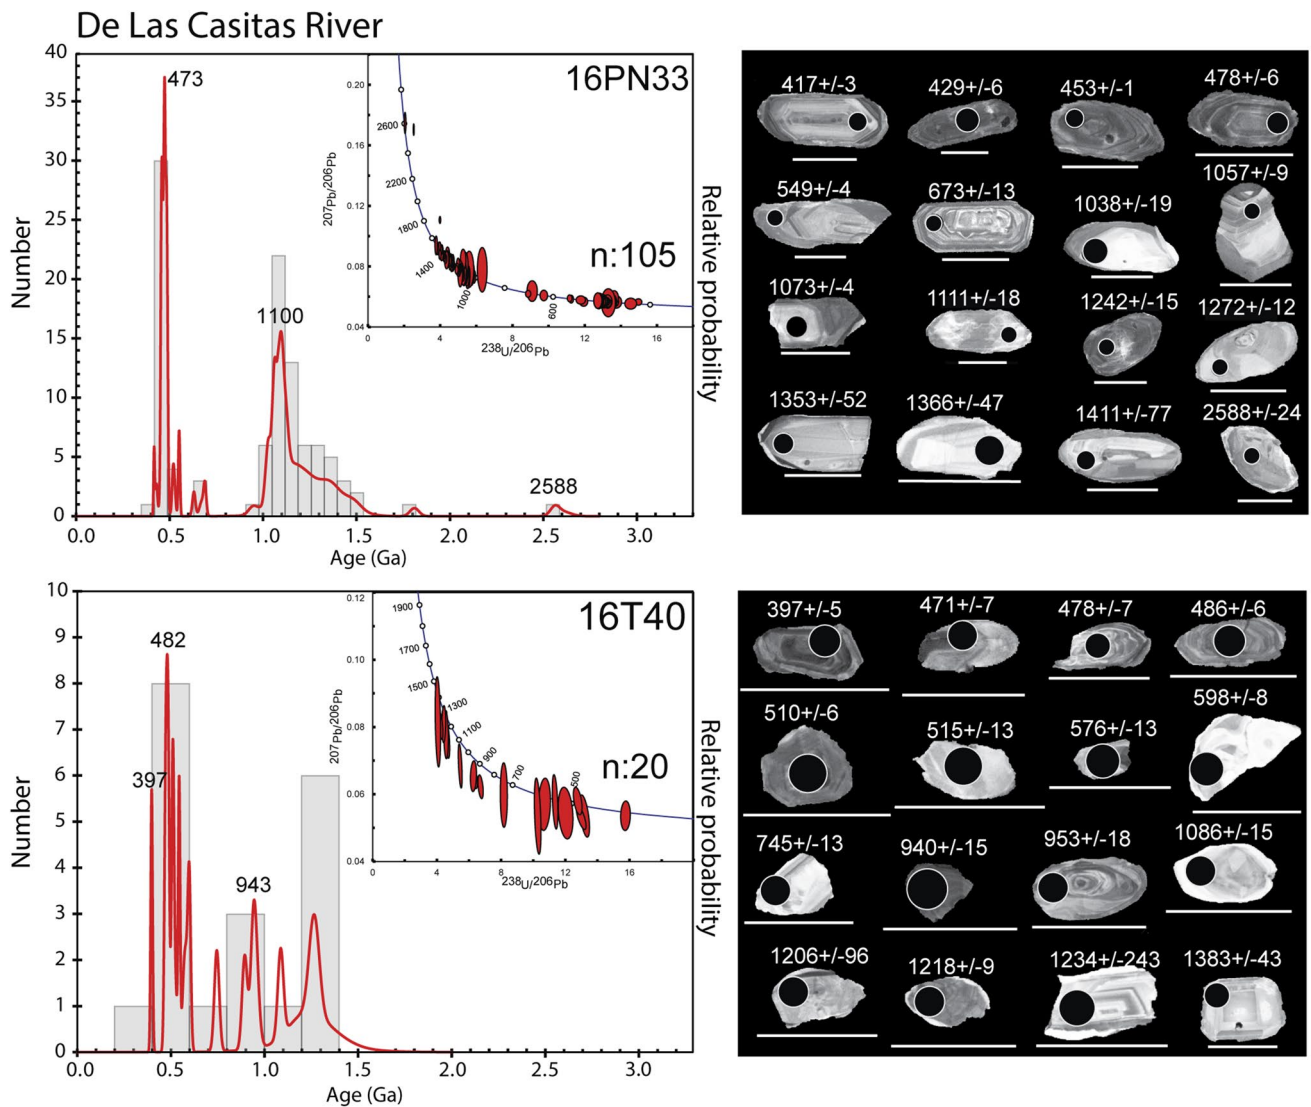 De Las Casitas River
40
35
30
25
20
15
10
5
0
Number
473
1100
2588
0.0 0.5 1.0 1.5 2.0 2.5 3.0
Age (Ga)
Relative probability
16PN33
n:105
0.20
0.16
0.12
0.08
0.04
207Pb/206Pb
2600
2200
1800
1400
1000
600
4 8 12 16
238U/206Pb
417+/-3 429+/-6 453+/-1 478+/-6
549+/-4 673+/-13 1038+/-19 1057+/-9
1073+/-4 1111+/-18 1242+/-15 1272+/-12
1353+/-52 1366+/-47 1411+/-77 2588+/-24
10
9
8
7
6
5
4
3
2
1
0
Number
482
397
943
0.0 0.5 1.0 1.5 2.0 2.5 3.0
Age (Ga)
Relative probability
16T40
n:20
0.12
0.10
0.08
0.06
0.04
207Pb/206Pb
1900
1700
1500
1300
1100
900
700
500
0 4 8 12 16
238U/206Pb
397+/-5 471+/-7 478+/-7 486+/-6
510+/-6 515+/-13 576+/-13 598+/-8
745+/-13 940+/-15 953+/-18 1086+/-15
1206+/-96 1218+/-9 1234+/-243 1383+/-43